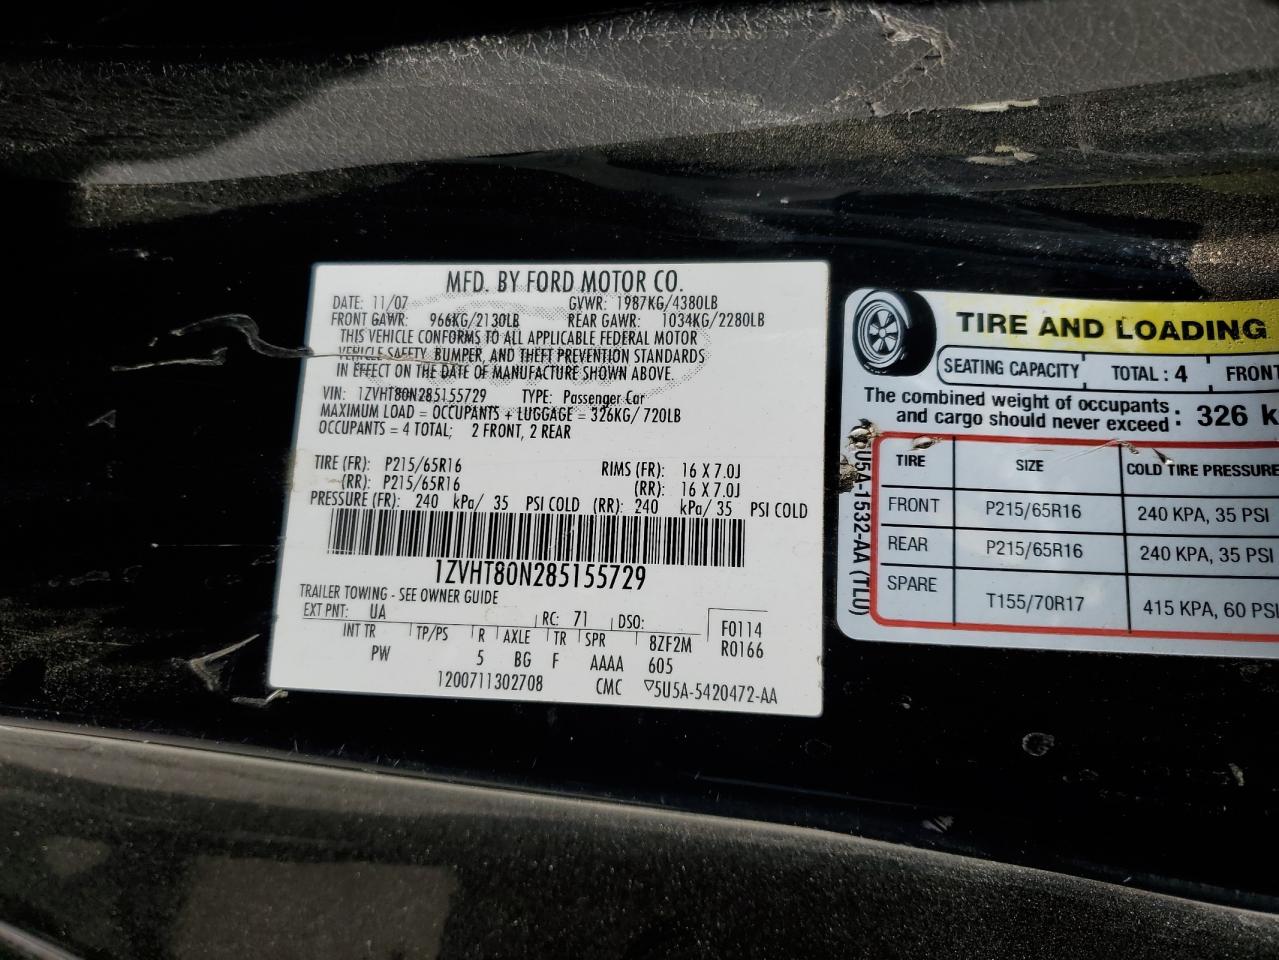 MFD. BY FORD MOTOR CO.
DATE: 11/07 GVWR: 1987KG/4380LB
FRONT GAWR: 966KG/2130LB REAR GAWR: 1034KG/2280LB
THIS VEHICLE CONFORMS TO ALL APPLICABLE FEDERAL MOTOR
VEHICLE SAFETY, BUMPER, AND THEFT PREVENTION STANDARDS
IN EFFECT ON THE DATE OF MANUFACTURE SHOWN ABOVE.
VIN: 1ZVHT80N285155729 TYPE: Passenger Car
MAXIMUM LOAD = OCCUPANTS + LUGGAGE = 326KG/720LB
OCCUPANTS = 4 TOTAL; 2 FRONT, 2 REAR
TIRE (FR): P215/65R16 RIMS (FR): 16 X 7.0J
(RR): P215/65R16 (RR): 16 X 7.0J
PRESSURE (FR): 240 kPa/ 35 PSI COLD (RR): 240 kPa/ 35 PSI COLD
1ZVHT80N285155729
TRAILER TOWING - SEE OWNER GUIDE
EXT PNT: UA RC: 71 DSO: F0114
INT TR TP/PS R AXLE TR SPR 8ZF2M R0166
PW 5 BG F AAAA 605
1200711302708 CMC ▽5U5A-5420472-AA
TIRE AND LOADING
SEATING CAPACITY TOTAL : 4 FRONT
The combined weight of occupants
and cargo should never exceed : 326 k
5U5A-1532-AA (TLU)
TIRE SIZE COLD TIRE PRESSURE
FRONT P215/65R16 240 KPA, 35 PSI
REAR P215/65R16 240 KPA, 35 PSI
SPARE T155/70R17 415 KPA, 60 PSI